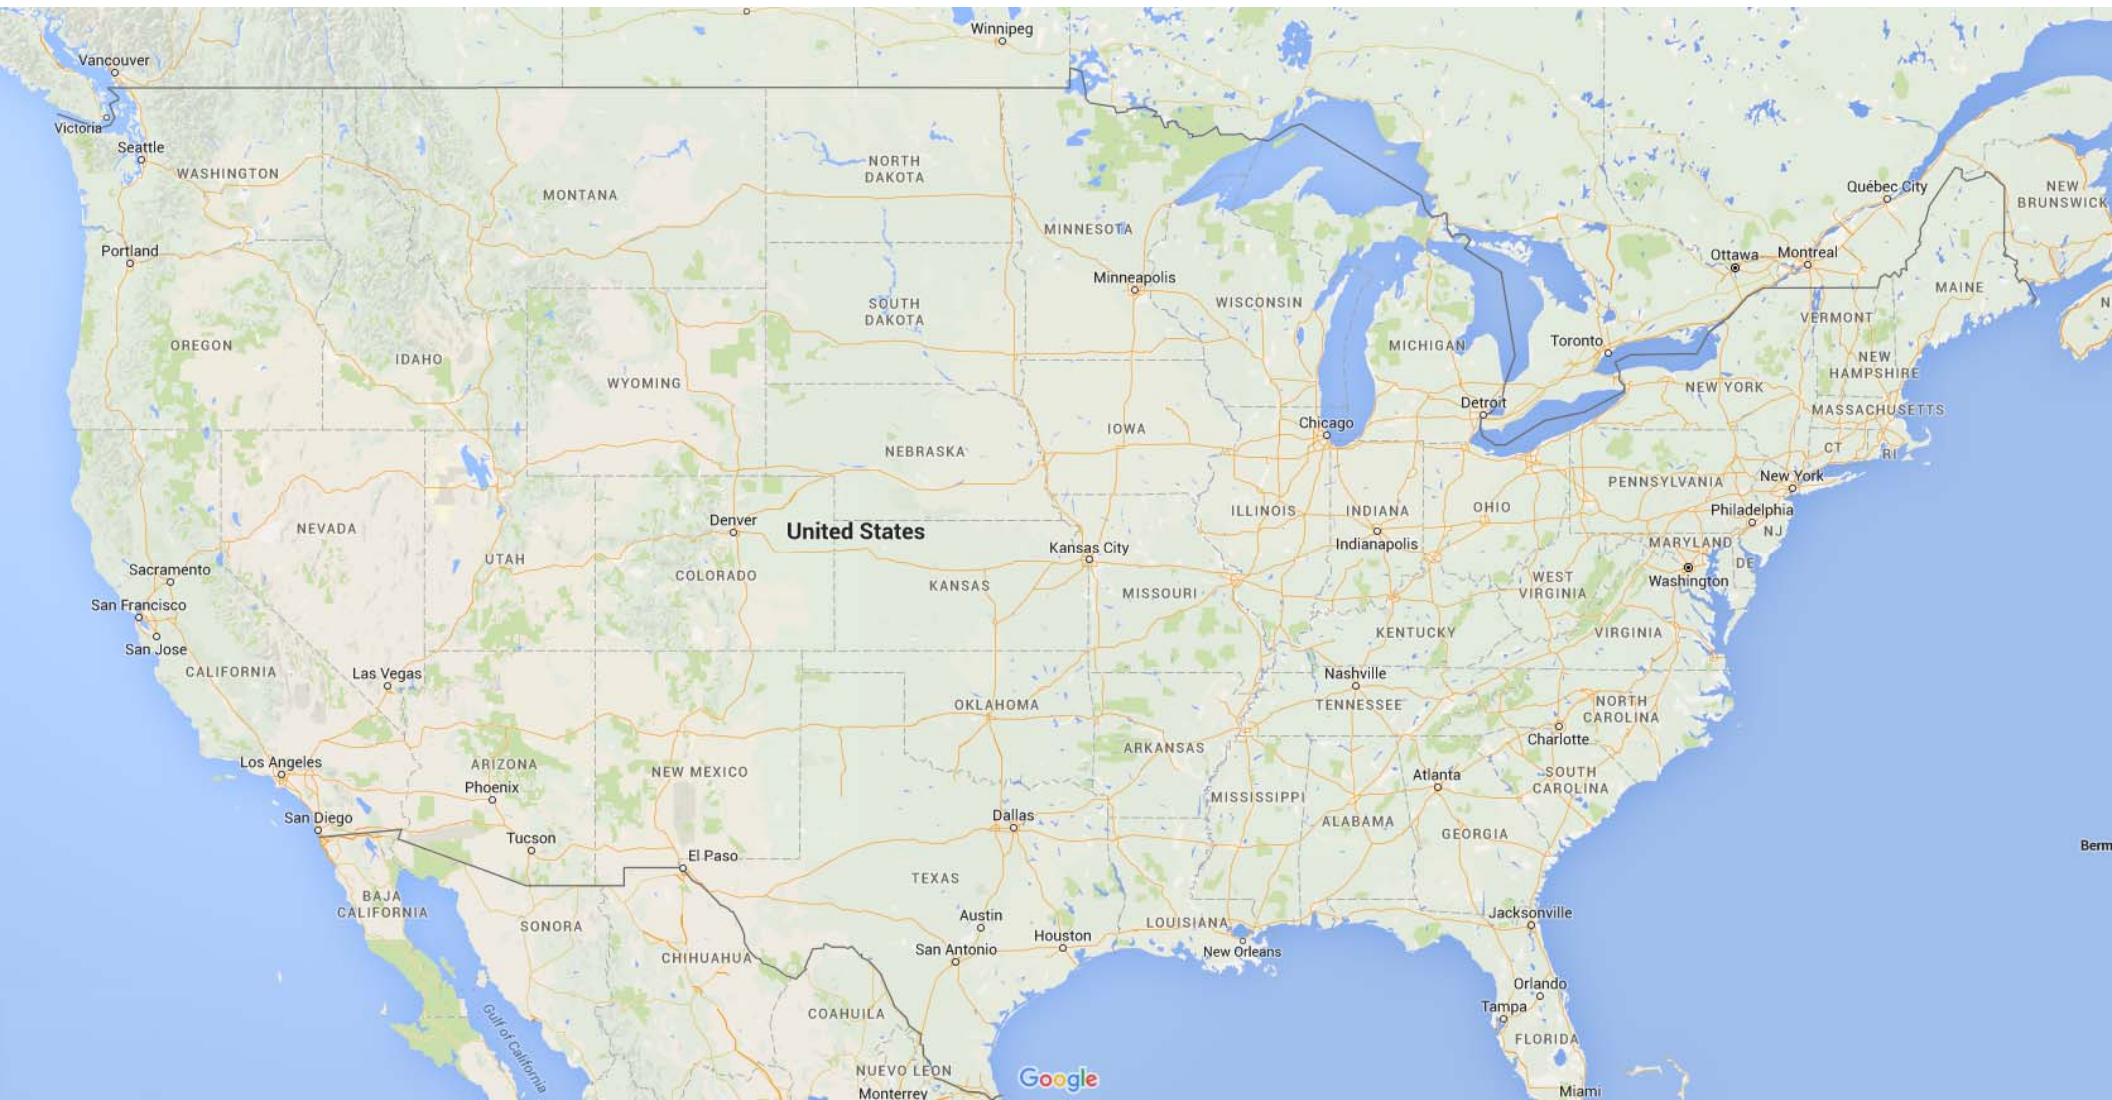 Winnipeg
Vancouver
Victoria
Seattle
WASHINGTON
MONTANA
NORTH
DAKOTA
MINNESOTA
Québec City
NEW
BRUNSWICK
Portland
Ottawa
Montreal
Minneapolis
MAINE
SOUTH
DAKOTA
WISCONSIN
N
VERMONT
OREGON
IDAHO
MICHIGAN
Toronto
NEW
HAMPSHIRE
WYOMING
NEW YORK
Detroit
MASSACHUSETTS
Chicago
IOWA
NEBRASKA
CT
RI
PENNSYLVANIA
New York
ILLINOIS
INDIANA
OHIO
Philadelphia
NEVADA
Denver
United States
NJ
Indianapolis
MARYLAND
Kansas City
UTAH
DE
Sacramento
COLORADO
KANSAS
MISSOURI
WEST
VIRGINIA
Washington
San Francisco
KENTUCKY
VIRGINIA
San Jose
CALIFORNIA
Las Vegas
Nashville
OKLAHOMA
TENNESSEE
NORTH
CAROLINA
Charlotte
ARKANSAS
Los Angeles
ARIZONA
NEW MEXICO
Atlanta
SOUTH
CAROLINA
Phoenix
MISSISSIPPI
San Diego
Dallas
ALABAMA
GEORGIA
Tucson
El Paso
Berm
TEXAS
BAJA
CALIFORNIA
SONORA
Austin
Jacksonville
LOUISIANA
Houston
San Antonio
New Orleans
CHIHUAHUA
Orlando
Tampa
COAHUILA
Gulf of California
FLORIDA
NUEVO LEON
Google
Monterrey
Miami